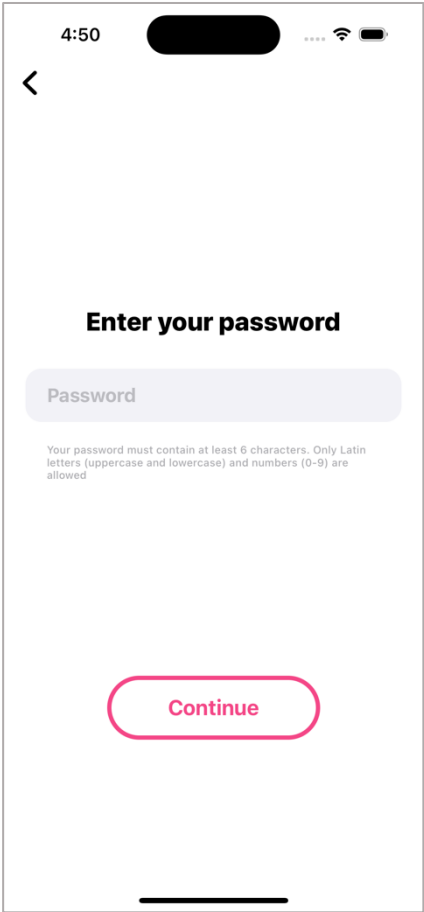 4:50
Enter your password
Password
Your password must contain at least 6 characters. Only Latin
letters (uppercase and lowercase) and numbers (0-9) are
allowed
Continue